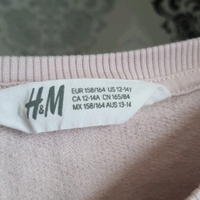 H&M
EUR 158/164 US 12-14Y
CA 12-14A CN 165/84
MX 158/164 AUS 13-14